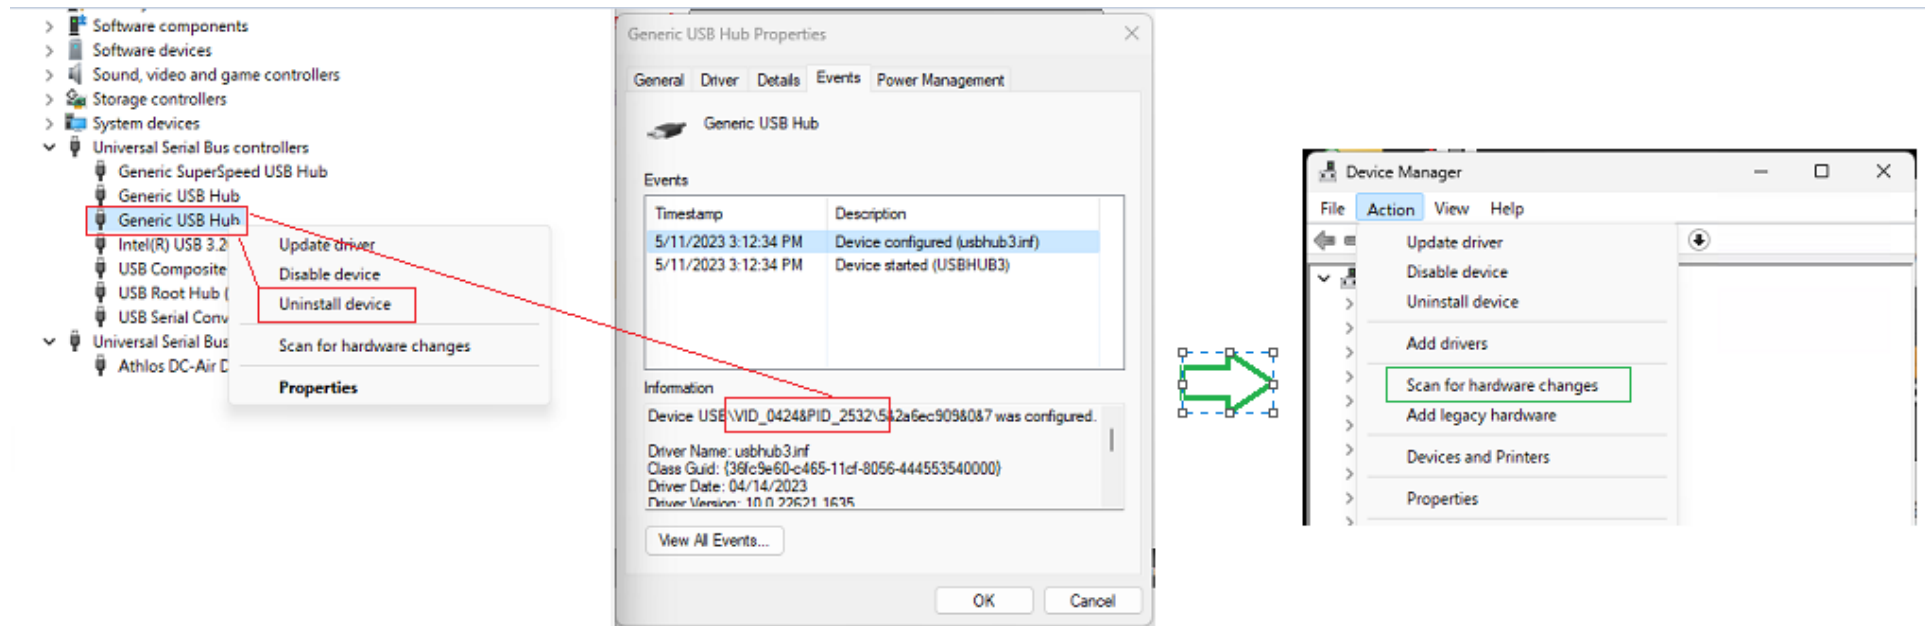 Software components
Software devices
Sound, video and game controllers
Storage controllers
System devices
Universal Serial Bus controllers
Generic SuperSpeed USB Hub
Generic USB Hub
Generic USB Hub
Intel(R) USB 3.2
USB Composite
USB Root Hub (
USB Serial Conv
Universal Serial Bus
Athlos DC-Air D
Update driver
Disable device
Uninstall device
Scan for hardware changes
Properties
Generic USB Hub Properties
General Driver Details Events Power Management
Generic USB Hub
Events
Timestamp Description
5/11/2023 3:12:34 PM Device configured (usbhub3.inf)
5/11/2023 3:12:34 PM Device started (USBHUB3)
Information
Device USB\VID_0424&PID_2532\5&2a6ec909&0&7 was configured.
Driver Name: usbhub3.inf
Class Guid: {36fc9e60-c465-11cf-8056-444553540000}
Driver Date: 04/14/2023
Driver Version: 10.0.22621.1635
View All Events...
OK Cancel
Device Manager
File Action View Help
Update driver
Disable device
Uninstall device
Add drivers
Scan for hardware changes
Add legacy hardware
Devices and Printers
Properties